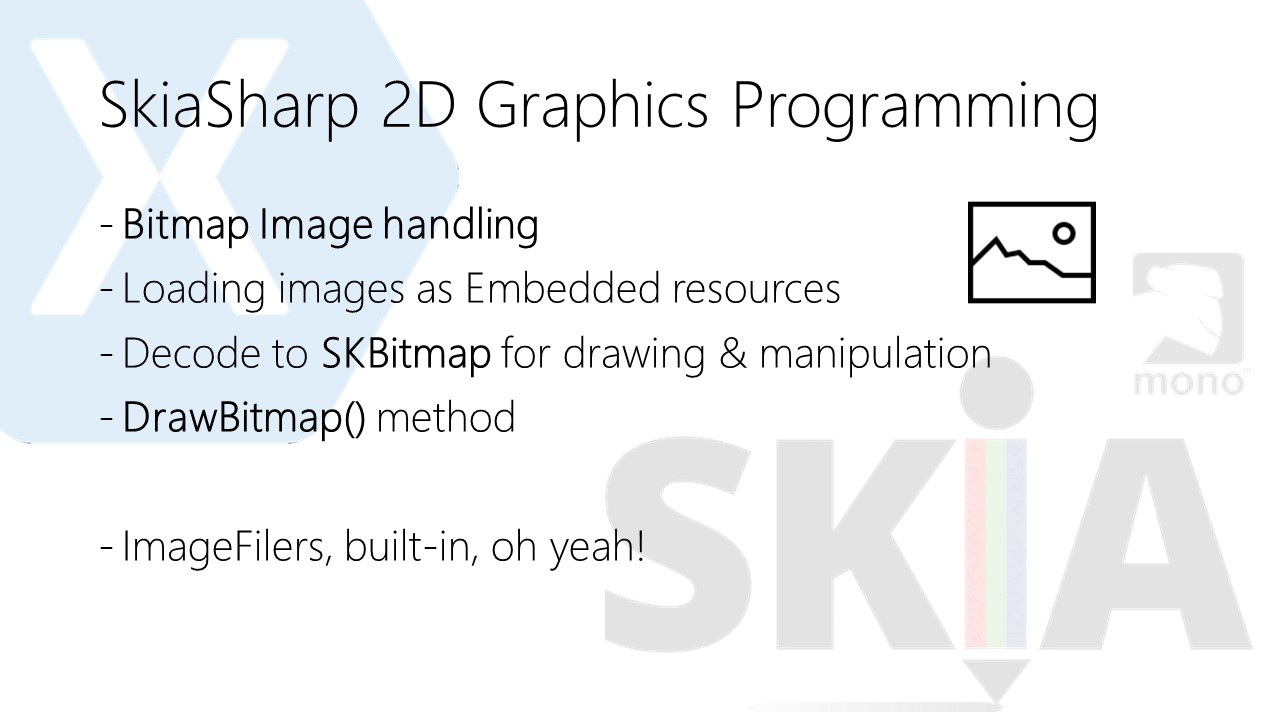 SkiaSharp 2D Graphics Programming
- Bitmap Image handling
- Loading images as Embedded resources
- Decode to SKBitmap for drawing & manipulation
mono™
- DrawBitmap() method
SKiA
- ImageFilers, built-in, oh yeah!